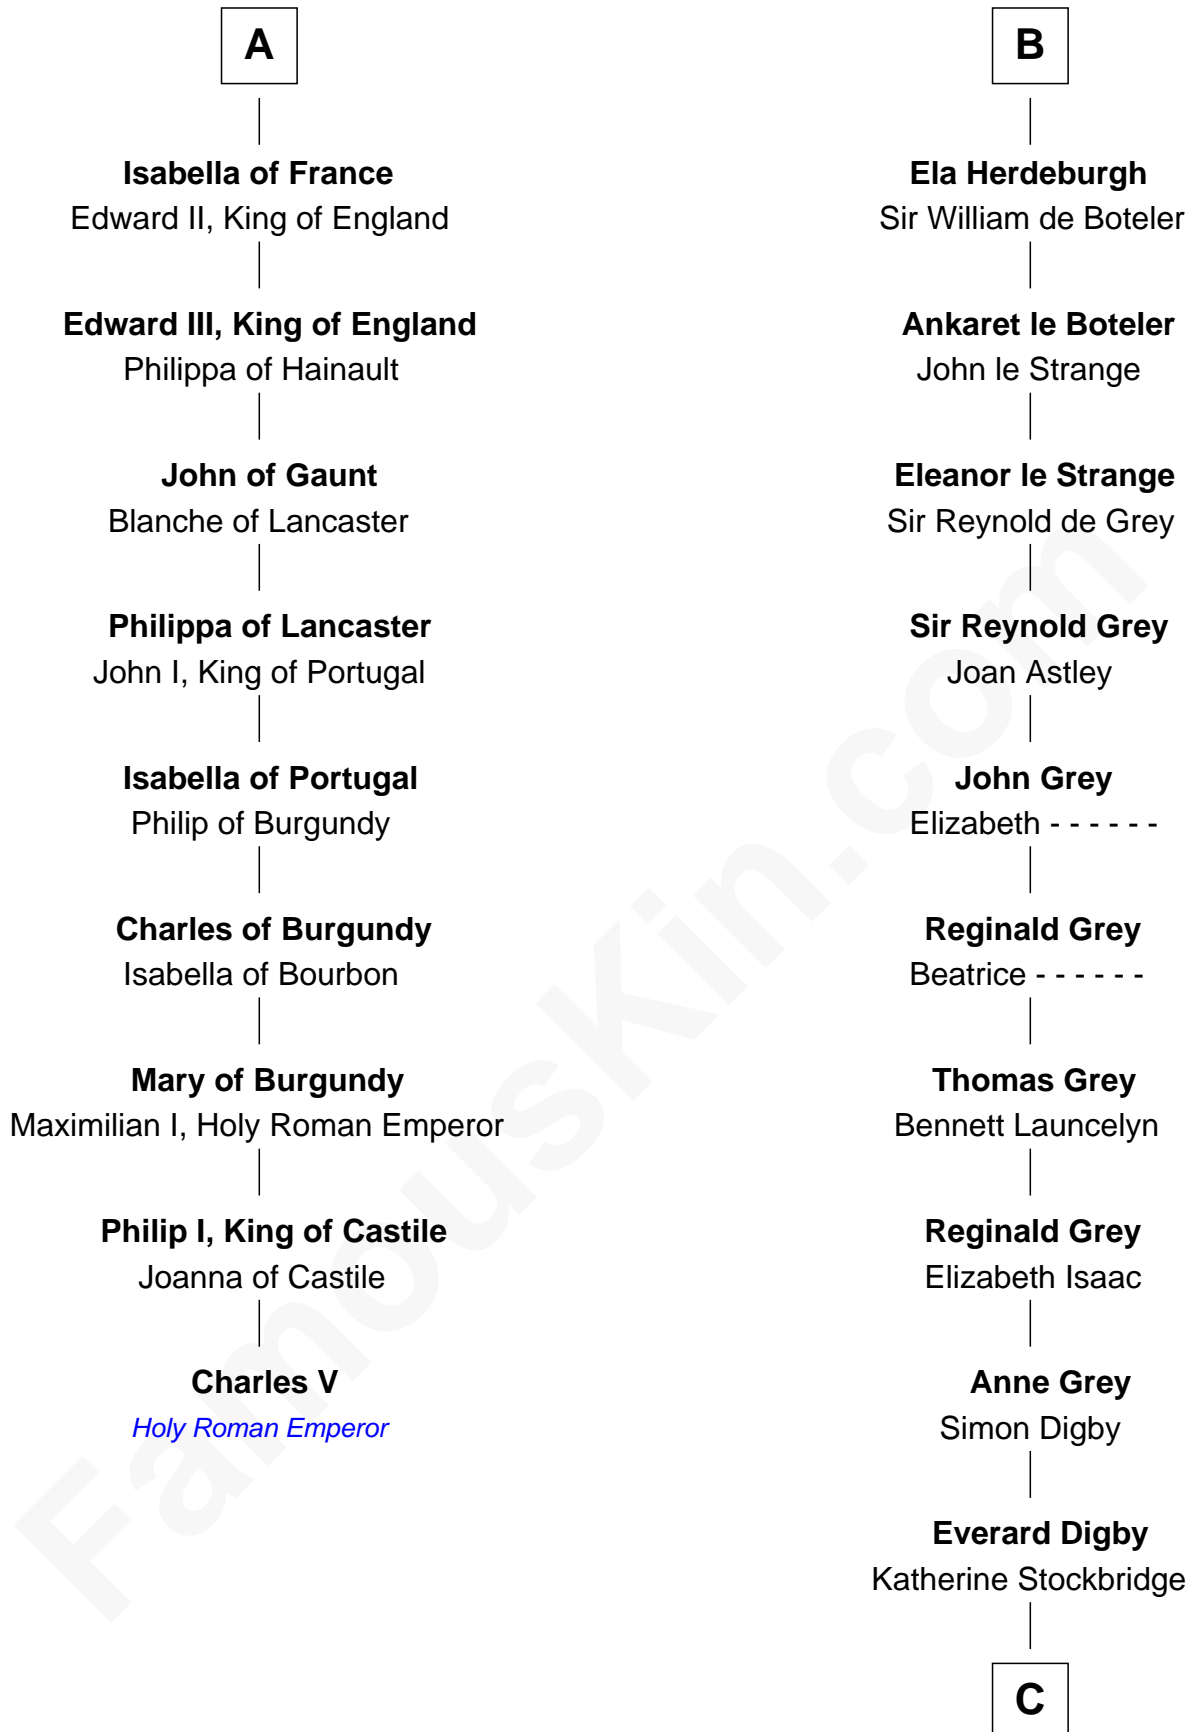 A
Isabella of France
Edward II, King of England
Edward III, King of England
Philippa of Hainault
John of Gaunt
Blanche of Lancaster
Philippa of Lancaster
John I, King of Portugal
Isabella of Portugal
Philip of Burgundy
Charles of Burgundy
Isabella of Bourbon
Mary of Burgundy
Maximilian I, Holy Roman Emperor
Philip I, King of Castile
Joanna of Castile
Charles V
Holy Roman Emperor
B
Ela Herdeburgh
Sir William de Boteler
Ankaret le Boteler
John le Strange
Eleanor le Strange
Sir Reynold de Grey
Sir Reynold Grey
Joan Astley
John Grey
Elizabeth - - - - - -
Reginald Grey
Beatrice - - - - - -
Thomas Grey
Bennett Launcelyn
Reginald Grey
Elizabeth Isaac
Anne Grey
Simon Digby
Everard Digby
Katherine Stockbridge
C
FamousKin.com